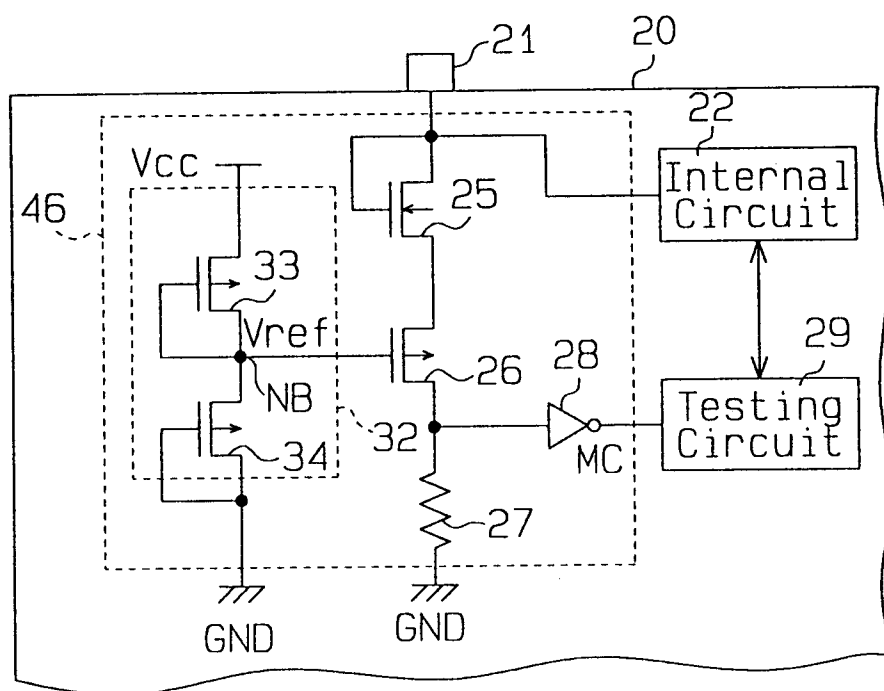 21
20
22
Vcc
Internal
Circuit
25
46
33
Vref
29
28
26
NB
Testing
Circuit
32
MC
34
27
GND
GND